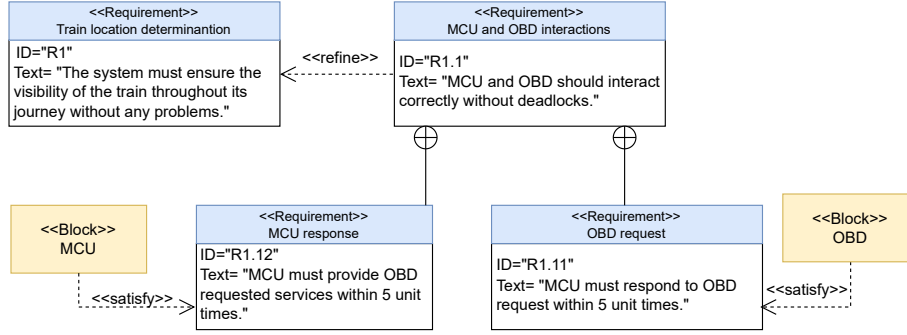 <<Requirement>>
Train location determinantion
ID="R1"
Text= "The system must ensure the
visibility of the train throughout its
journey without any problems."
<<refine>>
<<Requirement>>
MCU and OBD interactions
ID="R1.1"
Text= "MCU and OBD should interact
correctly without deadlocks."
<<Block>>
MCU
<<satisfy>>
<<Requirement>>
MCU response
ID="R1.12"
Text= "MCU must provide OBD
requested services within 5 unit
times."
<<Requirement>>
OBD request
ID="R1.11"
Text= "MCU must respond to OBD
request within 5 unit times."
<<Block>>
OBD
<<satisfy>>